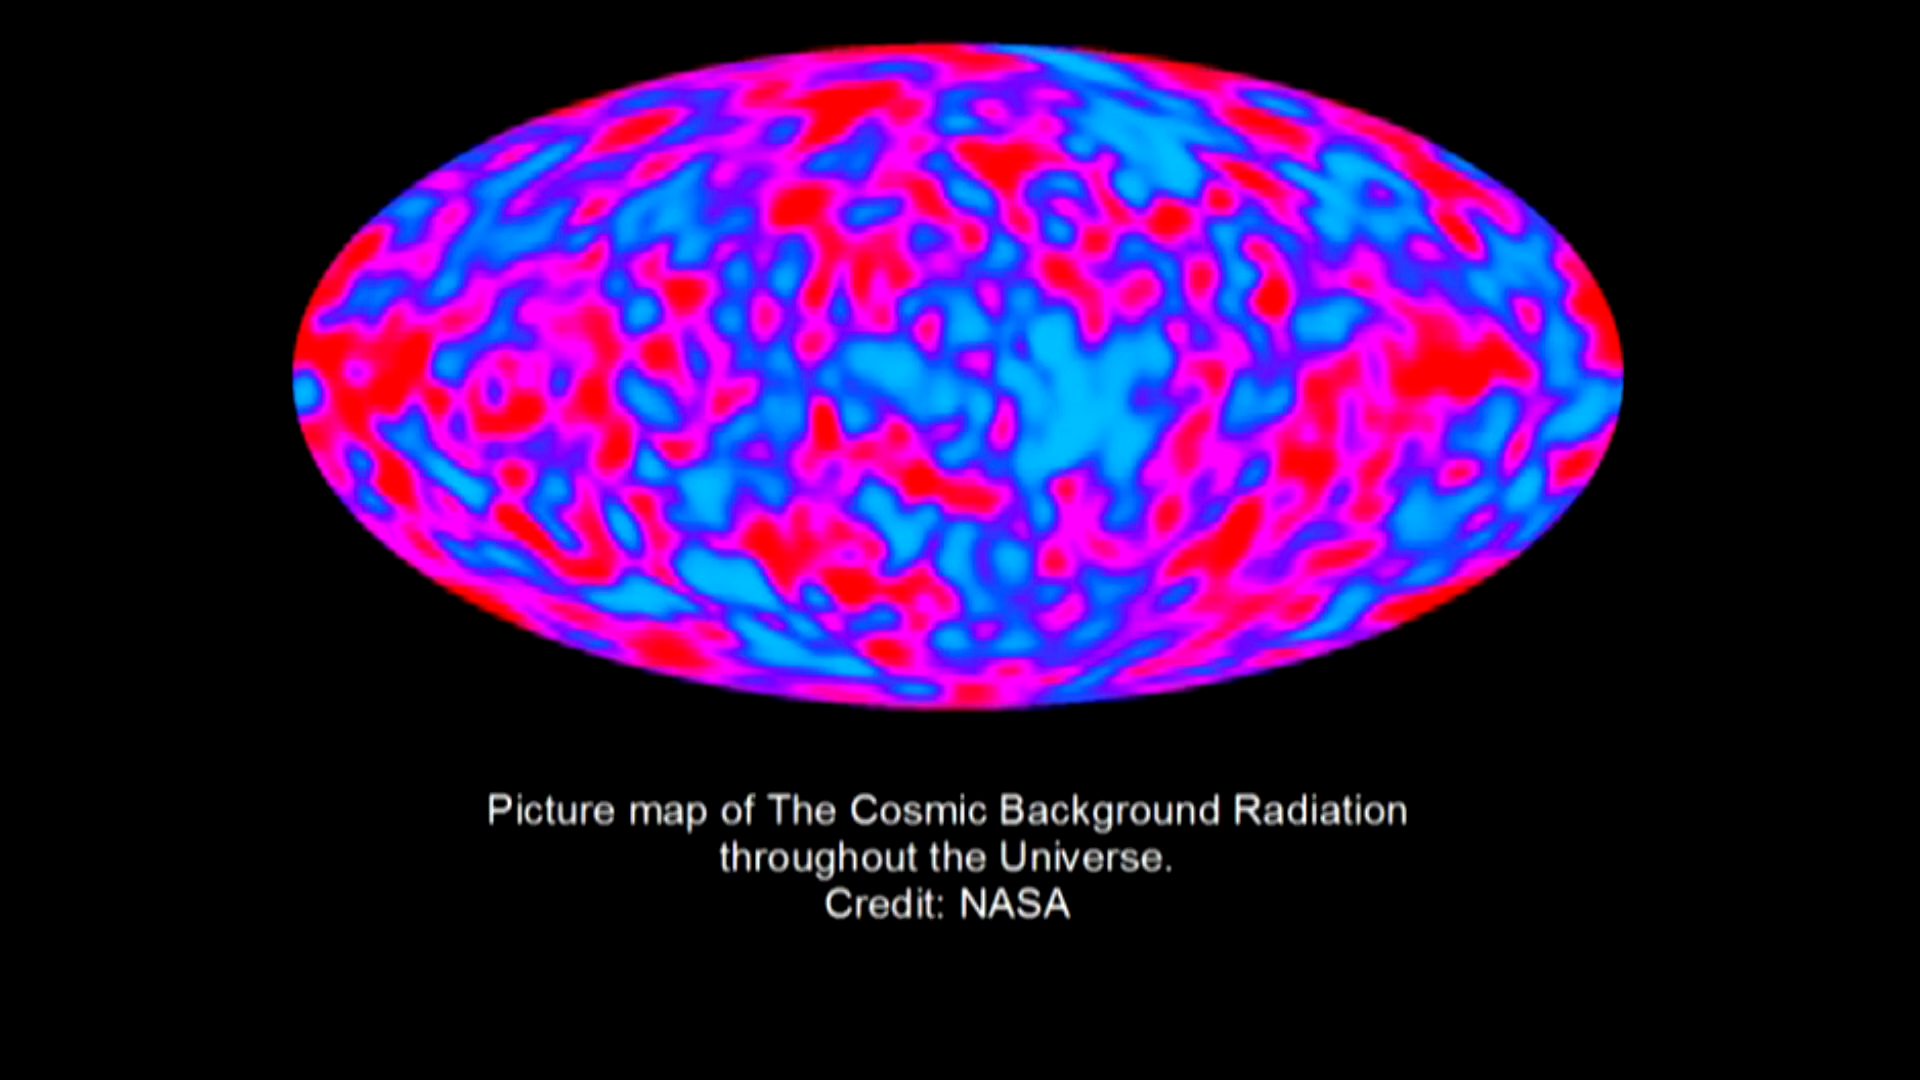 Picture map of The Cosmic Background Radiation
throughout the Universe.
Credit: NASA